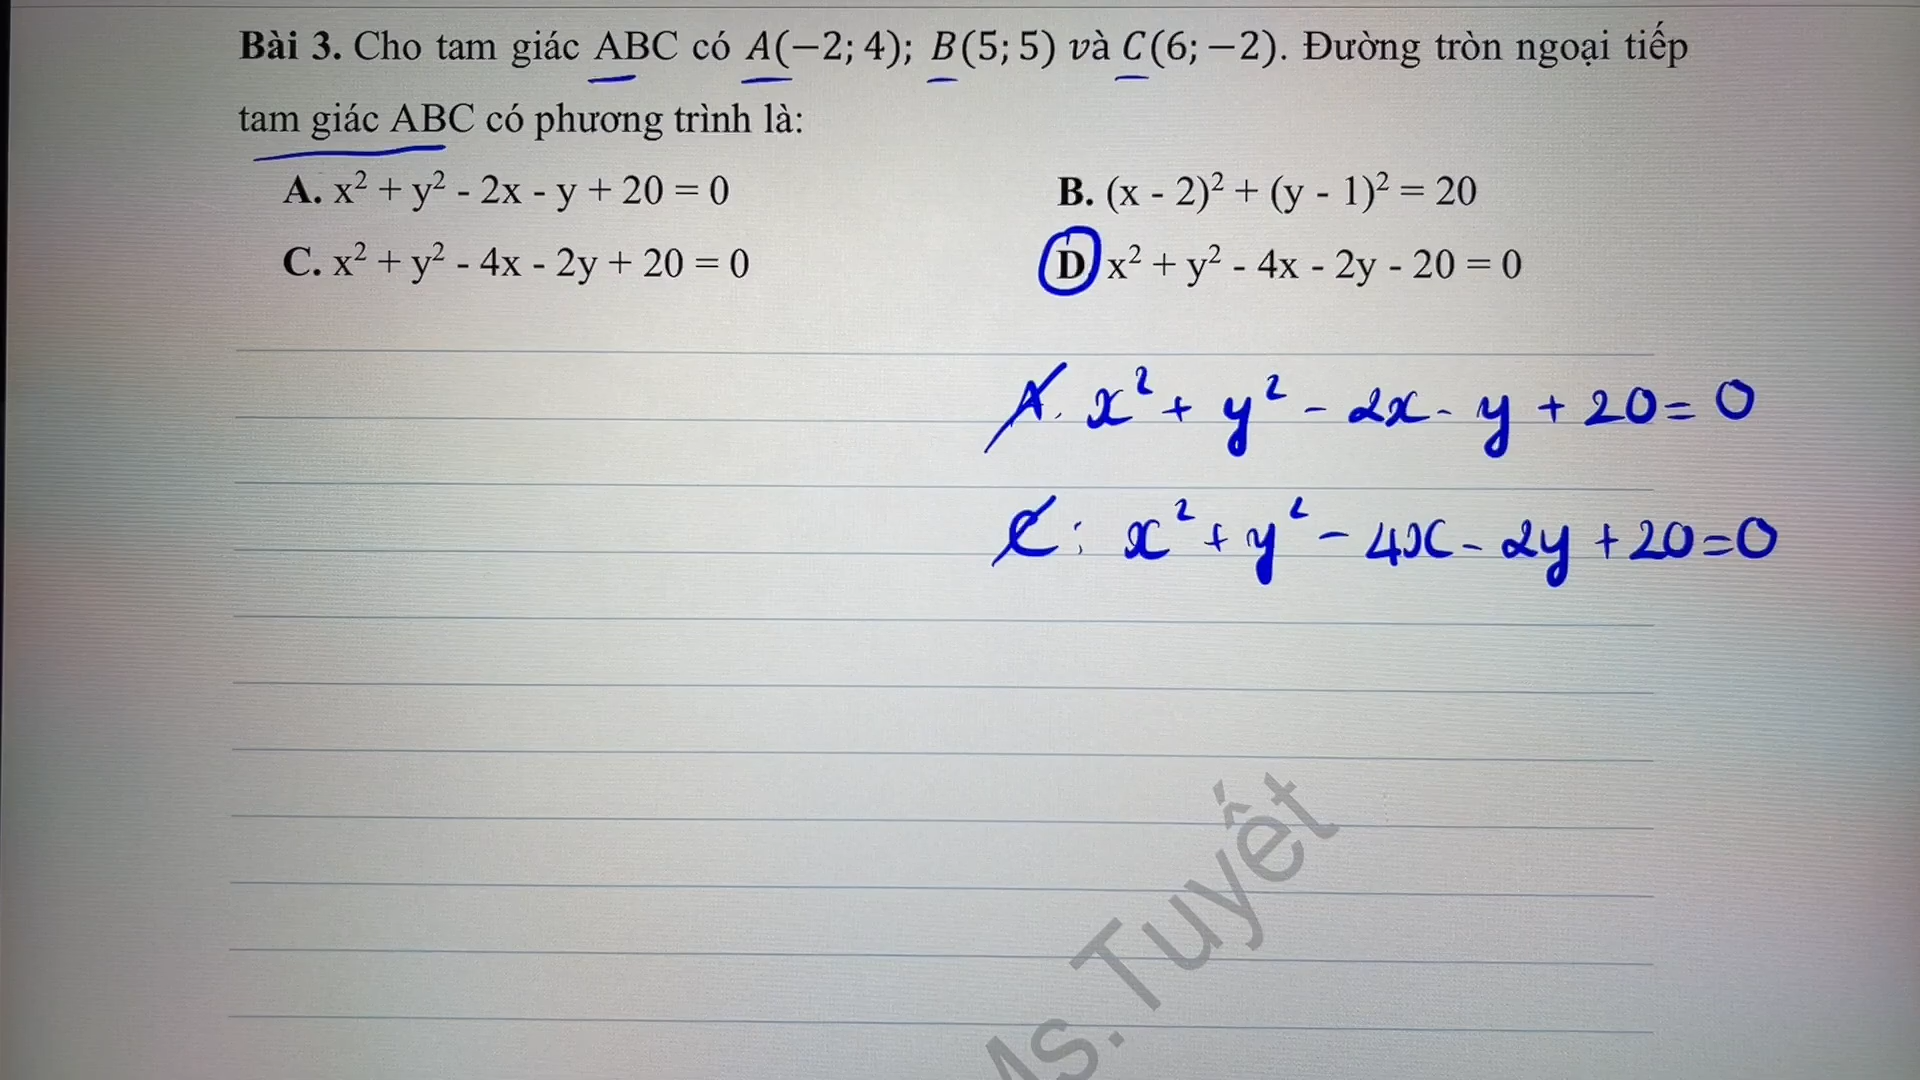 Bài 3. Cho tam giác ABC có A(−2; 4); B(5; 5) và C(6; −2). Đường tròn ngoại tiếp
tam giác ABC có phương trình là:
A. x² + y² - 2x - y + 20 = 0
B. (x - 2)² + (y - 1)² = 20
C. x² + y² - 4x - 2y + 20 = 0
D. x² + y² - 4x - 2y - 20 = 0
A. x² + y² - 2x - y + 20 = 0
C: x² + y² - 4x - 2y + 20 = 0
Ms.Tuyết